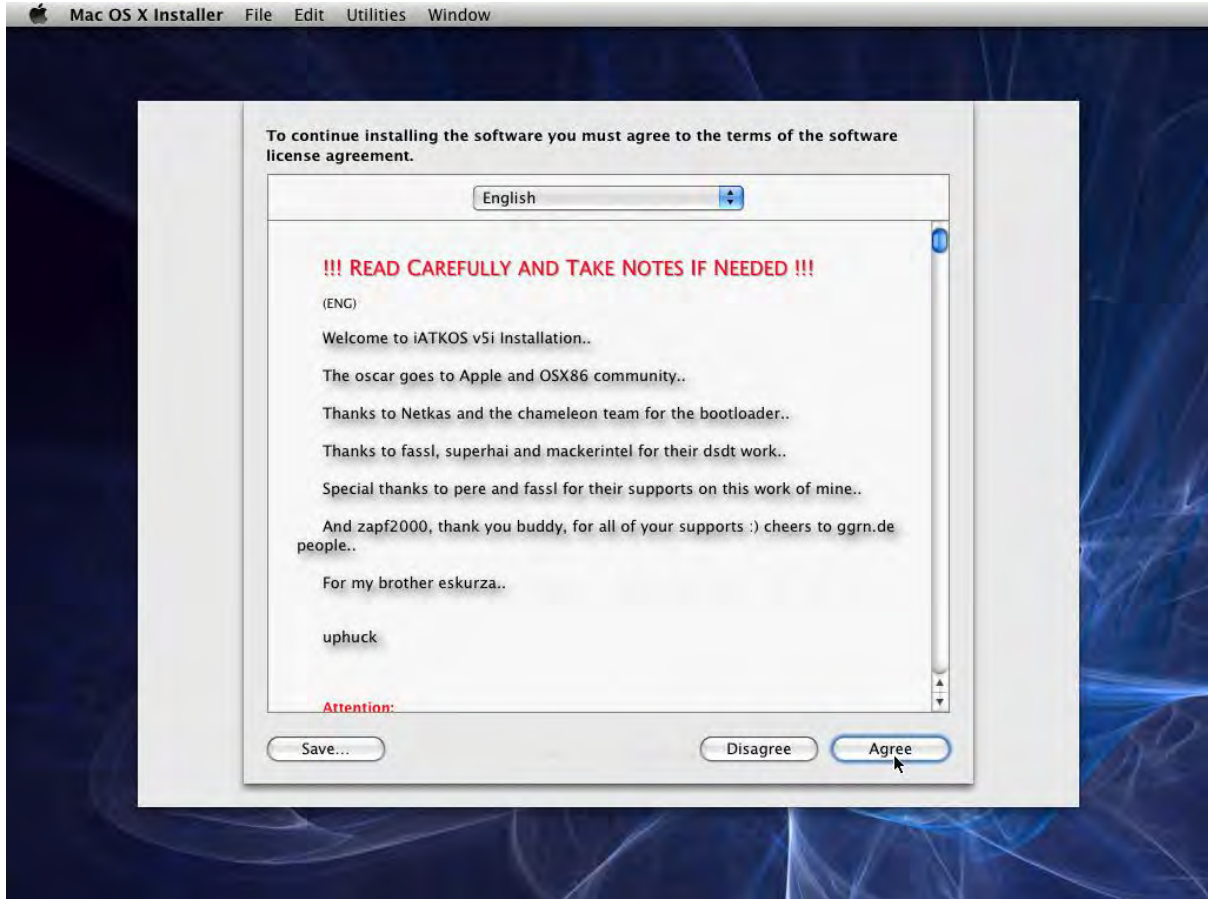 Mac OS X Installer File Edit Utilities Window
To continue installing the software you must agree to the terms of the software
license agreement.
English
!!! READ CAREFULLY AND TAKE NOTES IF NEEDED !!!
(ENG)
Welcome to iATKOS v5i Installation..
The oscar goes to Apple and OSX86 community..
Thanks to Netkas and the chameleon team for the bootloader..
Thanks to fassl, superhai and mackerintel for their dsdt work..
Special thanks to pere and fassl for their supports on this work of mine..
And zapf2000, thank you buddy, for all of your supports :) cheers to ggrn.de
people..
For my brother eskurza..
uphuck
Attention:
Save... Disagree Agree